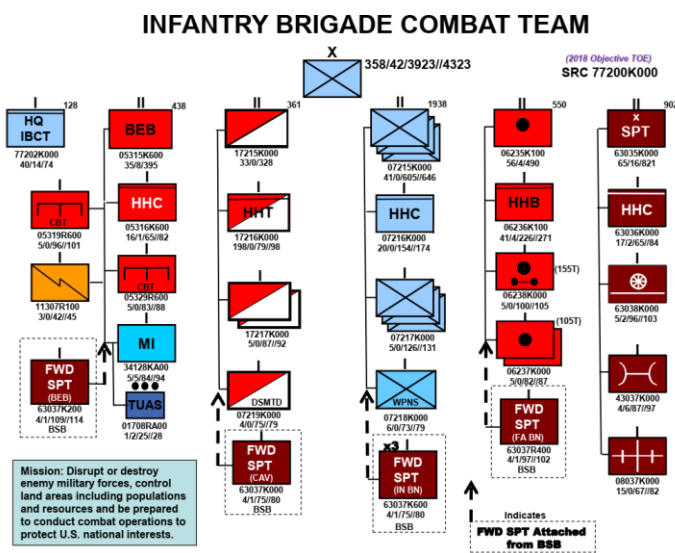 INFANTRY BRIGADE COMBAT TEAM
X
358/42/3923//4323
(2018 Objective TOE)
SRC 77200K000
I
128
HQ
IBCT
77202K000
40/14/74
CBT
05319R600
5/0/96//101
11307R100
3/0/42//45
FWD
SPT
(BEB)
63037K200
4/1/109//114
BSB
II
438
BEB
05315K600
35/8/395
I
HHC
05316K600
16/1/65//82
I
CBT
05329R600
5/0/83//88
I
MI
34128KA00
5/5/84//94
TUAS
01708RA00
1/2/25//28
II
361
17215K000
33/0/328
I
HHT
17216K000
198/0/79//98
I
17217K000
5/0/87//92
I
DSMTD
07219K000
4/0/75//79
FWD
SPT
(CAV)
63037K000
4/1/75//80
BSB
II
1938
07215K000
41/0/605//646
I
HHC
07216K000
20/0/154//174
I
07217K000
5/0/126//131
I
WPNS
07218K000
6/0/73//79
x3
FWD
SPT
(IN BN)
63037K600
4/1/75//80
BSB
II
550
06235K100
56/4/490
I
HHB
06236K100
41/4/226//271
I
(155T)
06238K000
5/0/100//105
I
(105T)
06237K000
5/0/82//87
FWD
SPT
(FA BN)
63037R400
4/1/97//102
BSB
II
902
X
SPT
63035K000
65/16/821
I
HHC
63036K000
17/2/65//84
I
63038K000
5/2/96//103
I
43037K000
4/6/87//97
I
08037K000
15/0/67//82
Mission: Disrupt or destroy
enemy military forces, control
land areas including populations
and resources and be prepared
to conduct combat operations to
protect U.S. national interests.
Indicates
FWD SPT Attached
from BSB